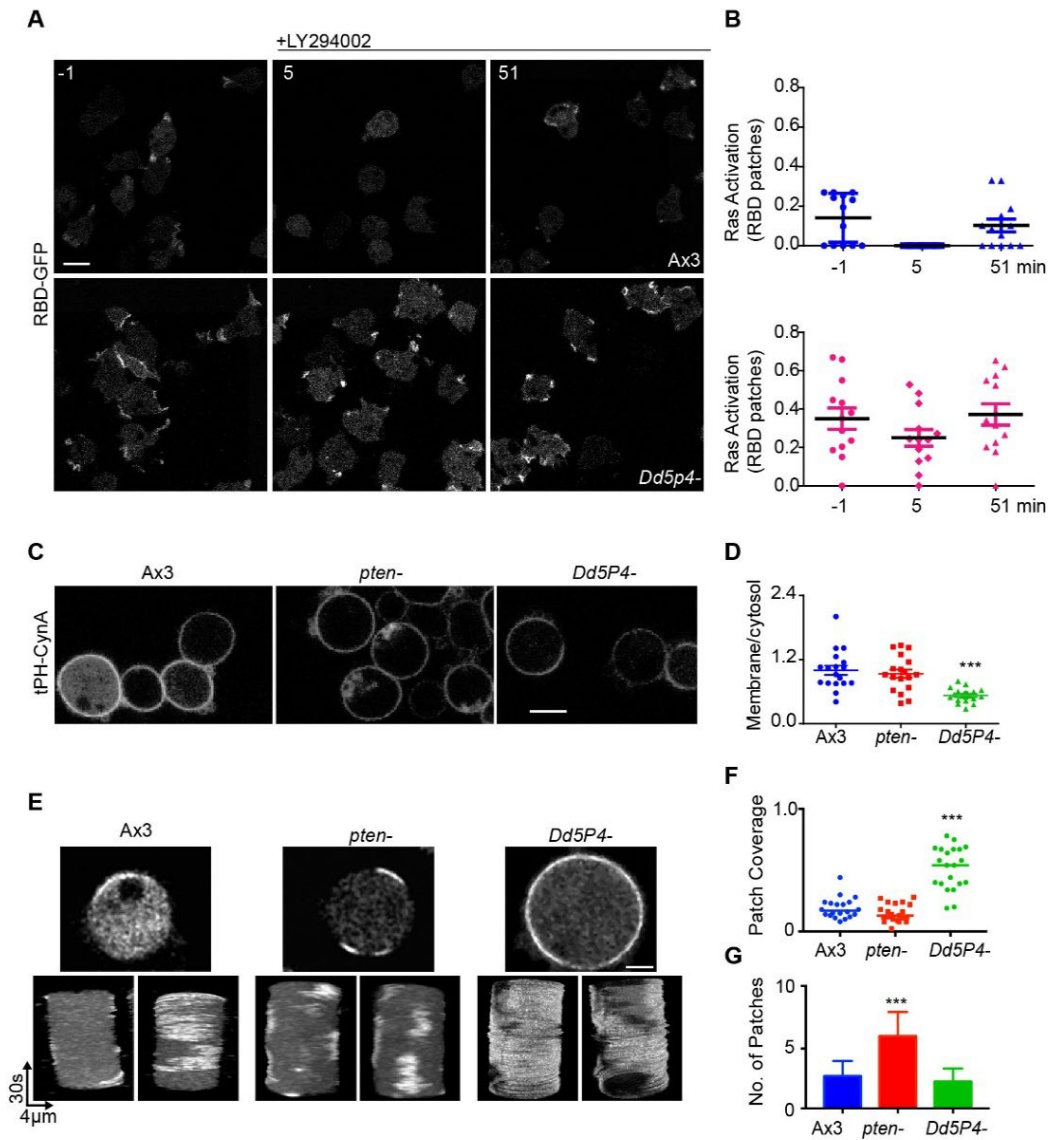 A
+LY294002
-1
5
51
RBD-GFP
Ax3
Dd5p4-
B
Ras Activation
(RBD patches)
0.8
0.6
0.4
0.2
0.0
-1
5
51 min
Ras Activation
(RBD patches)
0.8
0.6
0.4
0.2
0.0
-1
5
51 min
C
Ax3
pten-
Dd5P4-
tPH-CynA
D
Membrane/cytosol
2.4
1.2
0.0
***
Ax3
pten-
Dd5P4-
E
Ax3
pten-
Dd5P4-
30s
4µm
F
Patch Coverage
1.0
0
***
Ax3
pten-
Dd5P4-
G
No. of Patches
10
5
0
***
Ax3
pten-
Dd5P4-